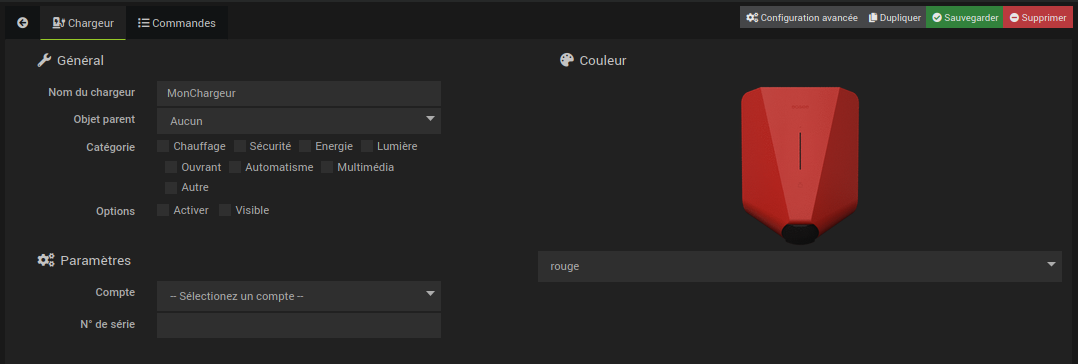 Chargeur Commandes Configuration avancée Dupliquer Sauvegarder Supprimer
Général
Nom du chargeur MonChargeur
Objet parent Aucun
Catégorie Chauffage Sécurité Energie Lumière
Ouvrant Automatisme Multimédia
Autre
Options Activer Visible
Paramètres
Compte -- Sélectionez un compte --
N° de série
Couleur
rouge